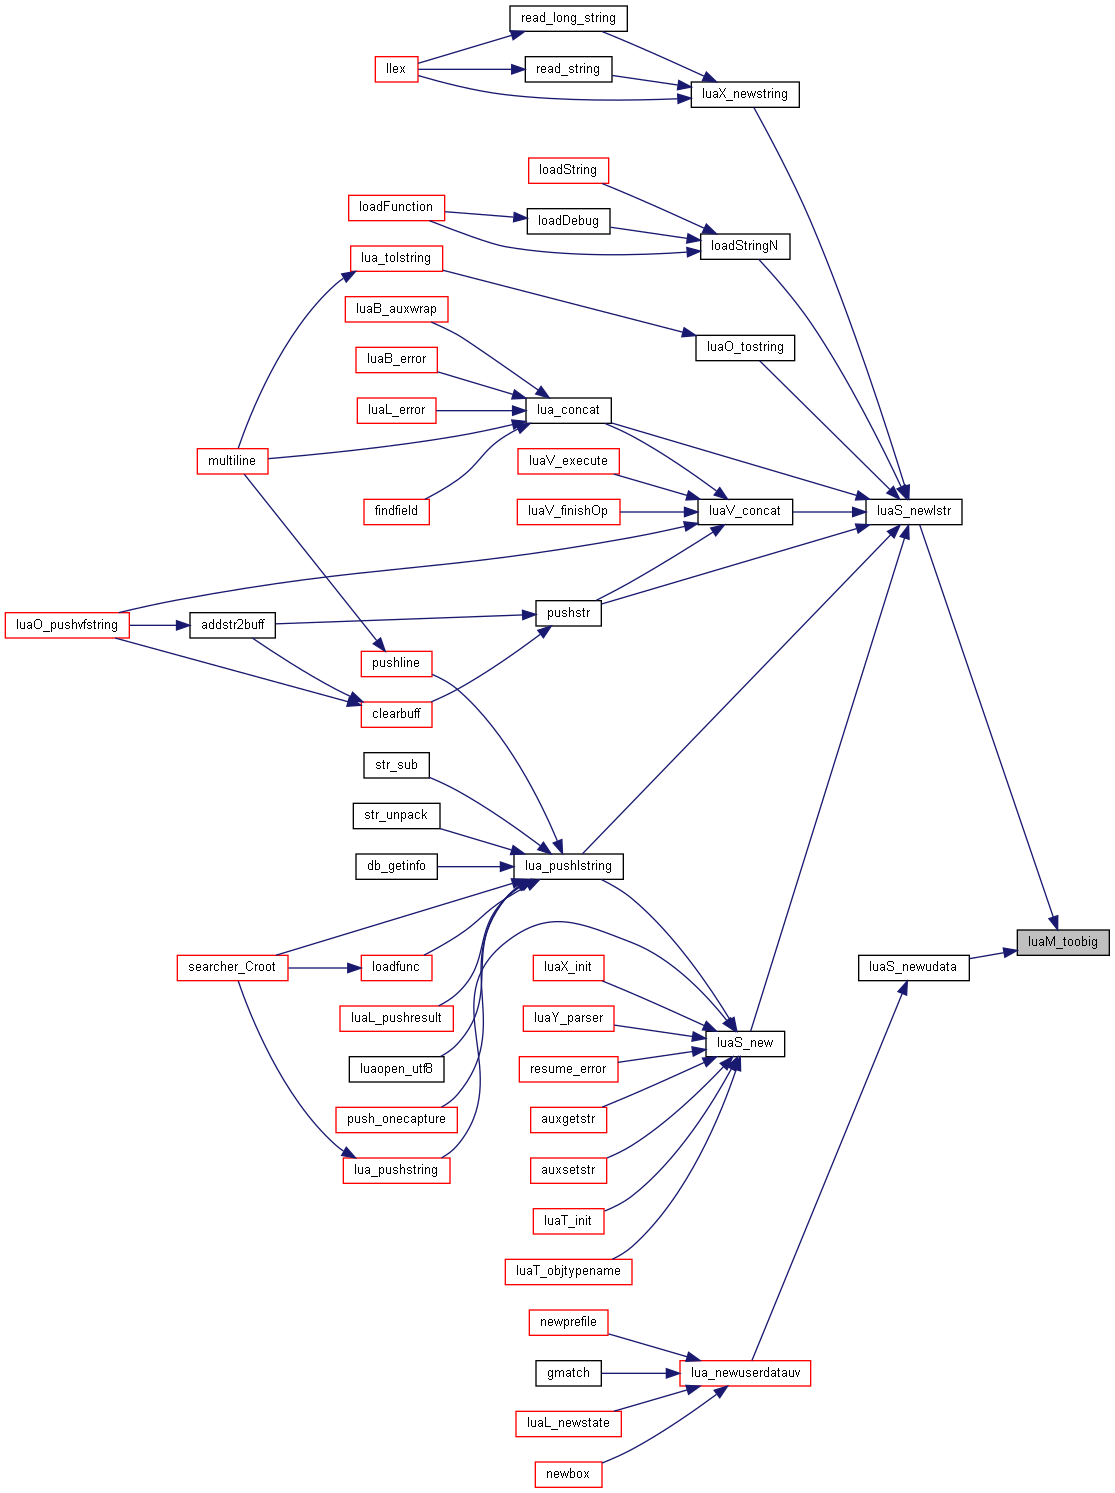 read_long_string
llex
read_string
luaX_newstring
loadString
loadFunction
loadDebug
loadStringN
lua_tolstring
luaB_auxwrap
luaO_tostring
luaB_error
luaL_error
lua_concat
multiline
luaV_execute
findfield
luaV_finishOp
luaV_concat
luaS_newlstr
luaO_pushvfstring
addstr2buff
pushstr
pushline
clearbuff
str_sub
str_unpack
db_getinfo
lua_pushlstring
luaM_toobig
searcher_Croot
loadfunc
luaX_init
luaS_newudata
luaL_pushresult
luaY_parser
luaS_new
luaopen_utf8
resume_error
push_onecapture
auxgetstr
lua_pushstring
auxsetstr
luaT_init
luaT_objtypename
newprefile
gmatch
lua_newuserdatauv
luaL_newstate
newbox